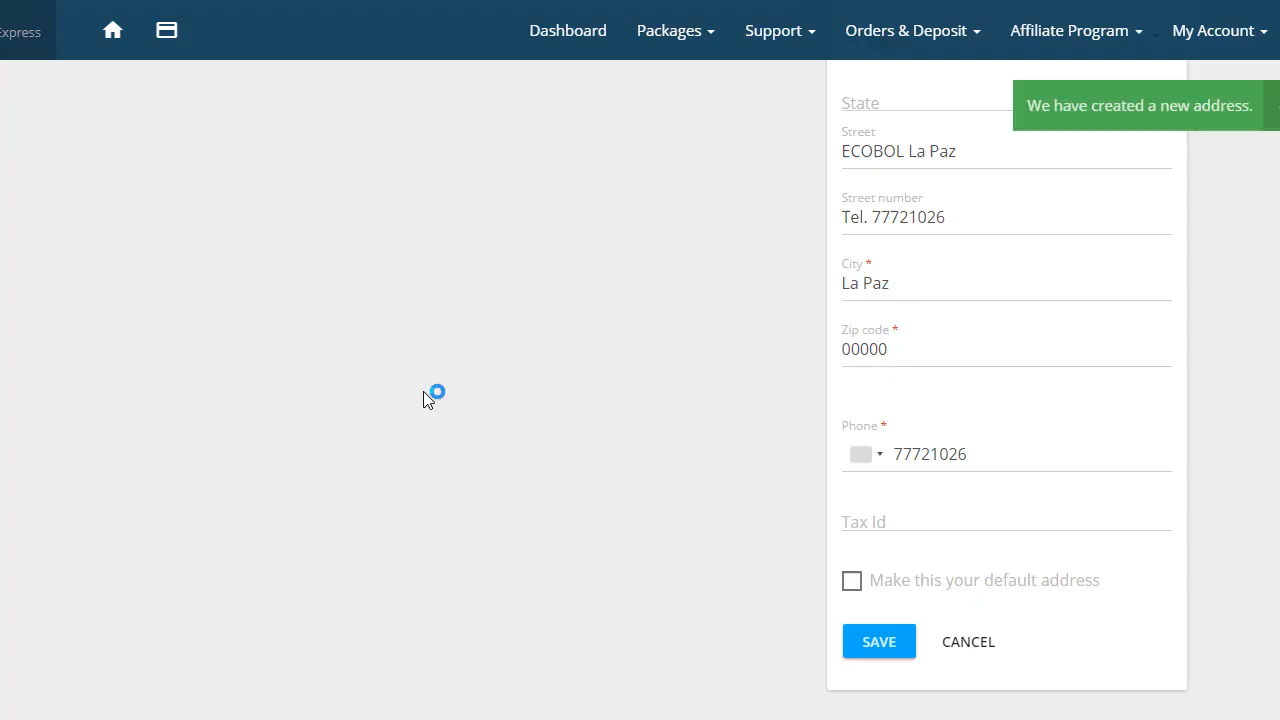 Express
Dashboard
Packages
Support
Orders & Deposit
Affiliate Program
My Account
We have created a new address.
State
Street
ECOBOL La Paz
Street number
Tel. 77721026
City *
La Paz
Zip code *
00000
Phone *
77721026
Tax Id
Make this your default address
SAVE
CANCEL